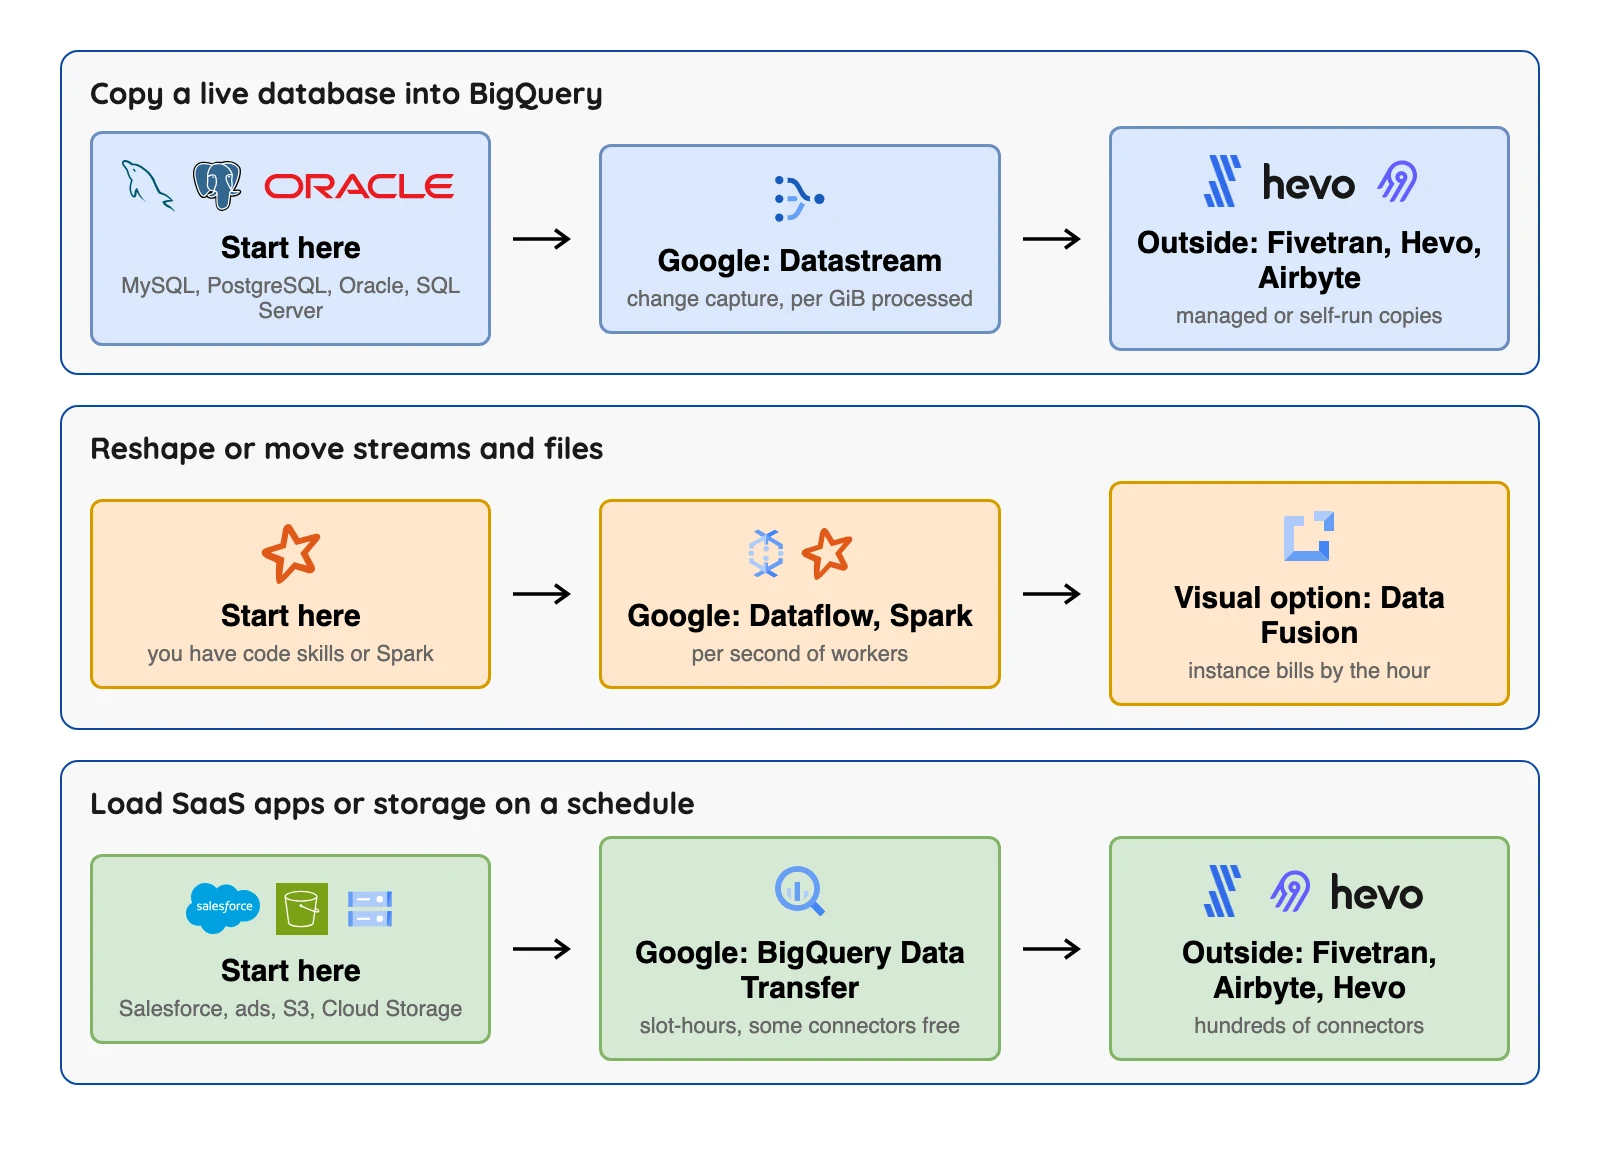 Copy a live database into BigQuery
ORACLE
Start here
MySQL, PostgreSQL, Oracle, SQL
Server
Google: Datastream
change capture, per GiB processed
hevo
Outside: Fivetran, Hevo,
Airbyte
managed or self-run copies
Reshape or move streams and files
Start here
you have code skills or Spark
Google: Dataflow, Spark
per second of workers
Visual option: Data
Fusion
instance bills by the hour
Load SaaS apps or storage on a schedule
salesforce
Start here
Salesforce, ads, S3, Cloud Storage
Google: BigQuery Data
Transfer
slot-hours, some connectors free
hevo
Outside: Fivetran,
Airbyte, Hevo
hundreds of connectors